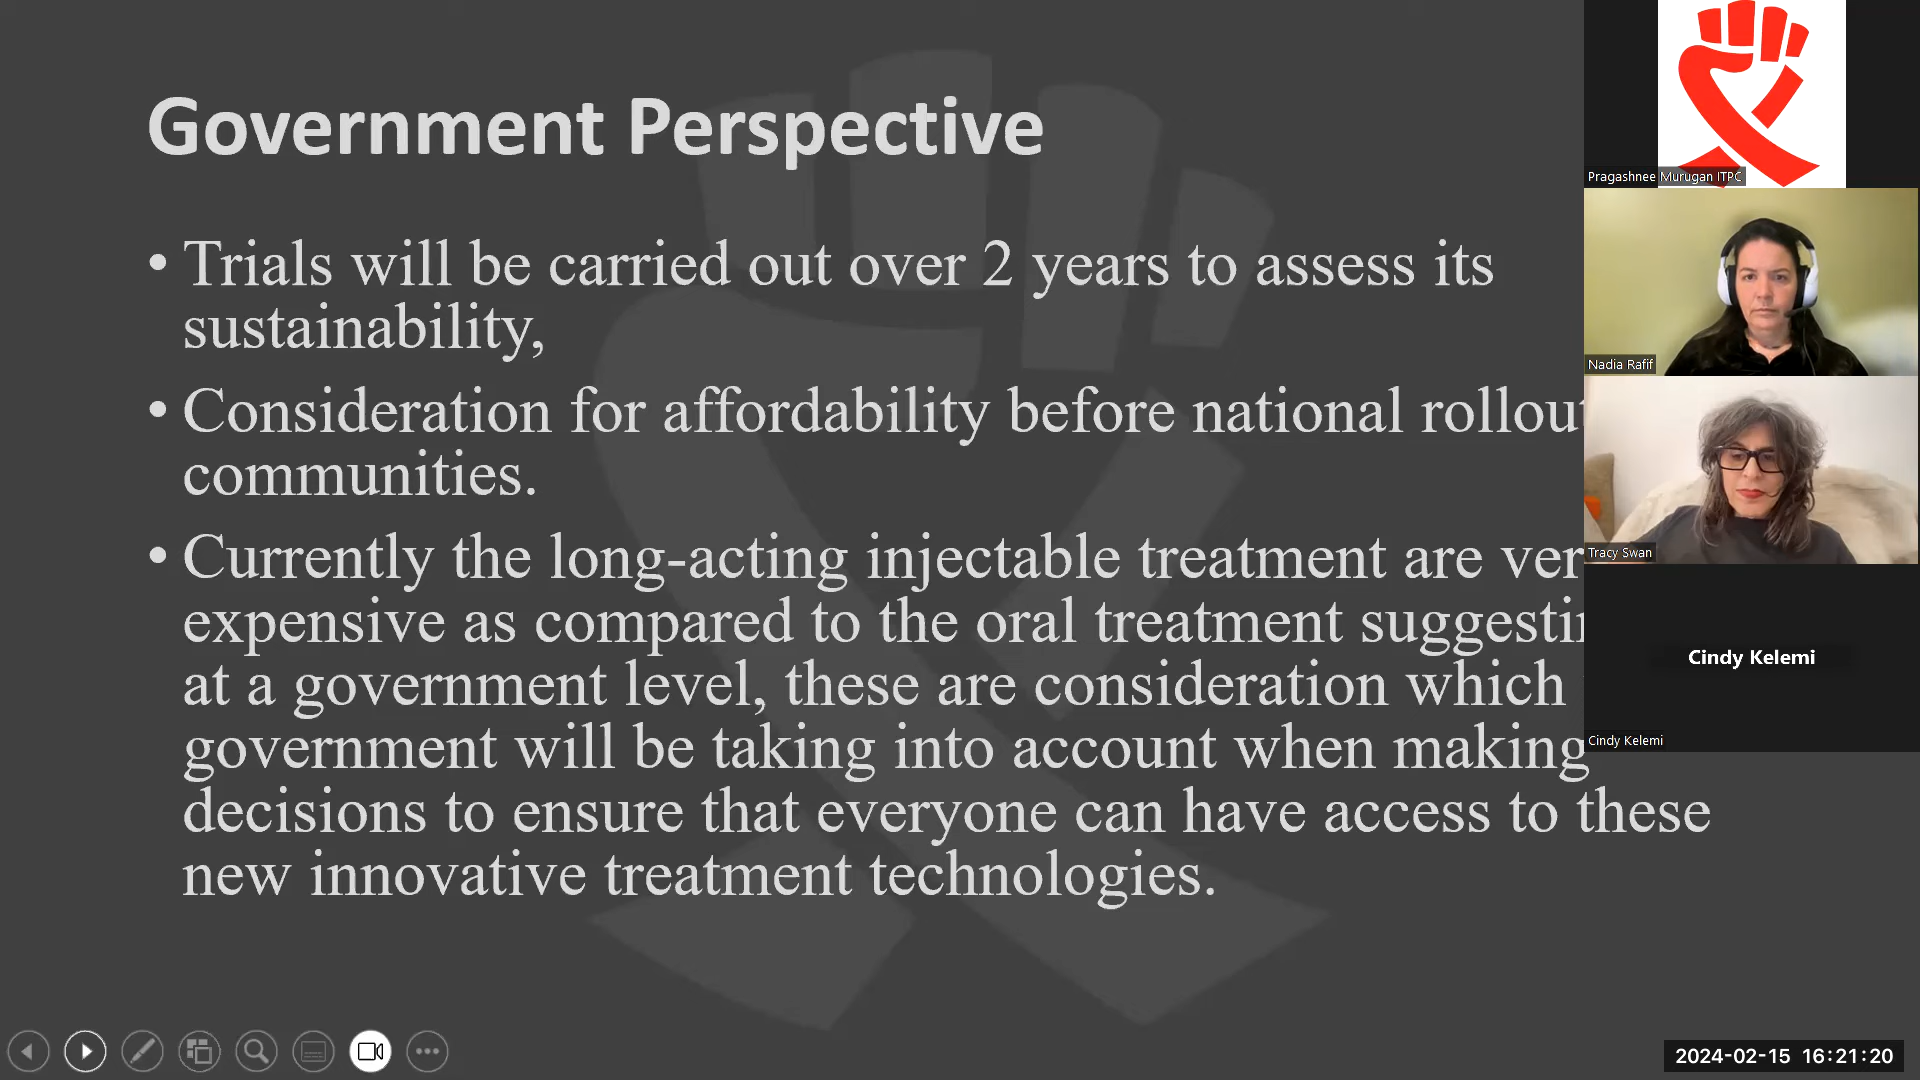 Government Perspective
• Trials will be carried out over 2 years to assess its
sustainability,
• Consideration for affordability before national rollout
communities.
• Currently the long-acting injectable treatment are
expensive as compared to the oral treatment
at a government level, these are consideration which
government will be taking into account when making
decisions to ensure that everyone can have access to these
new innovative treatment technologies.
Pragashnee Murugan ITPC
Nadia Rafif
Tracy Swan
Cindy Kelemi
Cindy Kelemi
2024-02-15 16:21:20